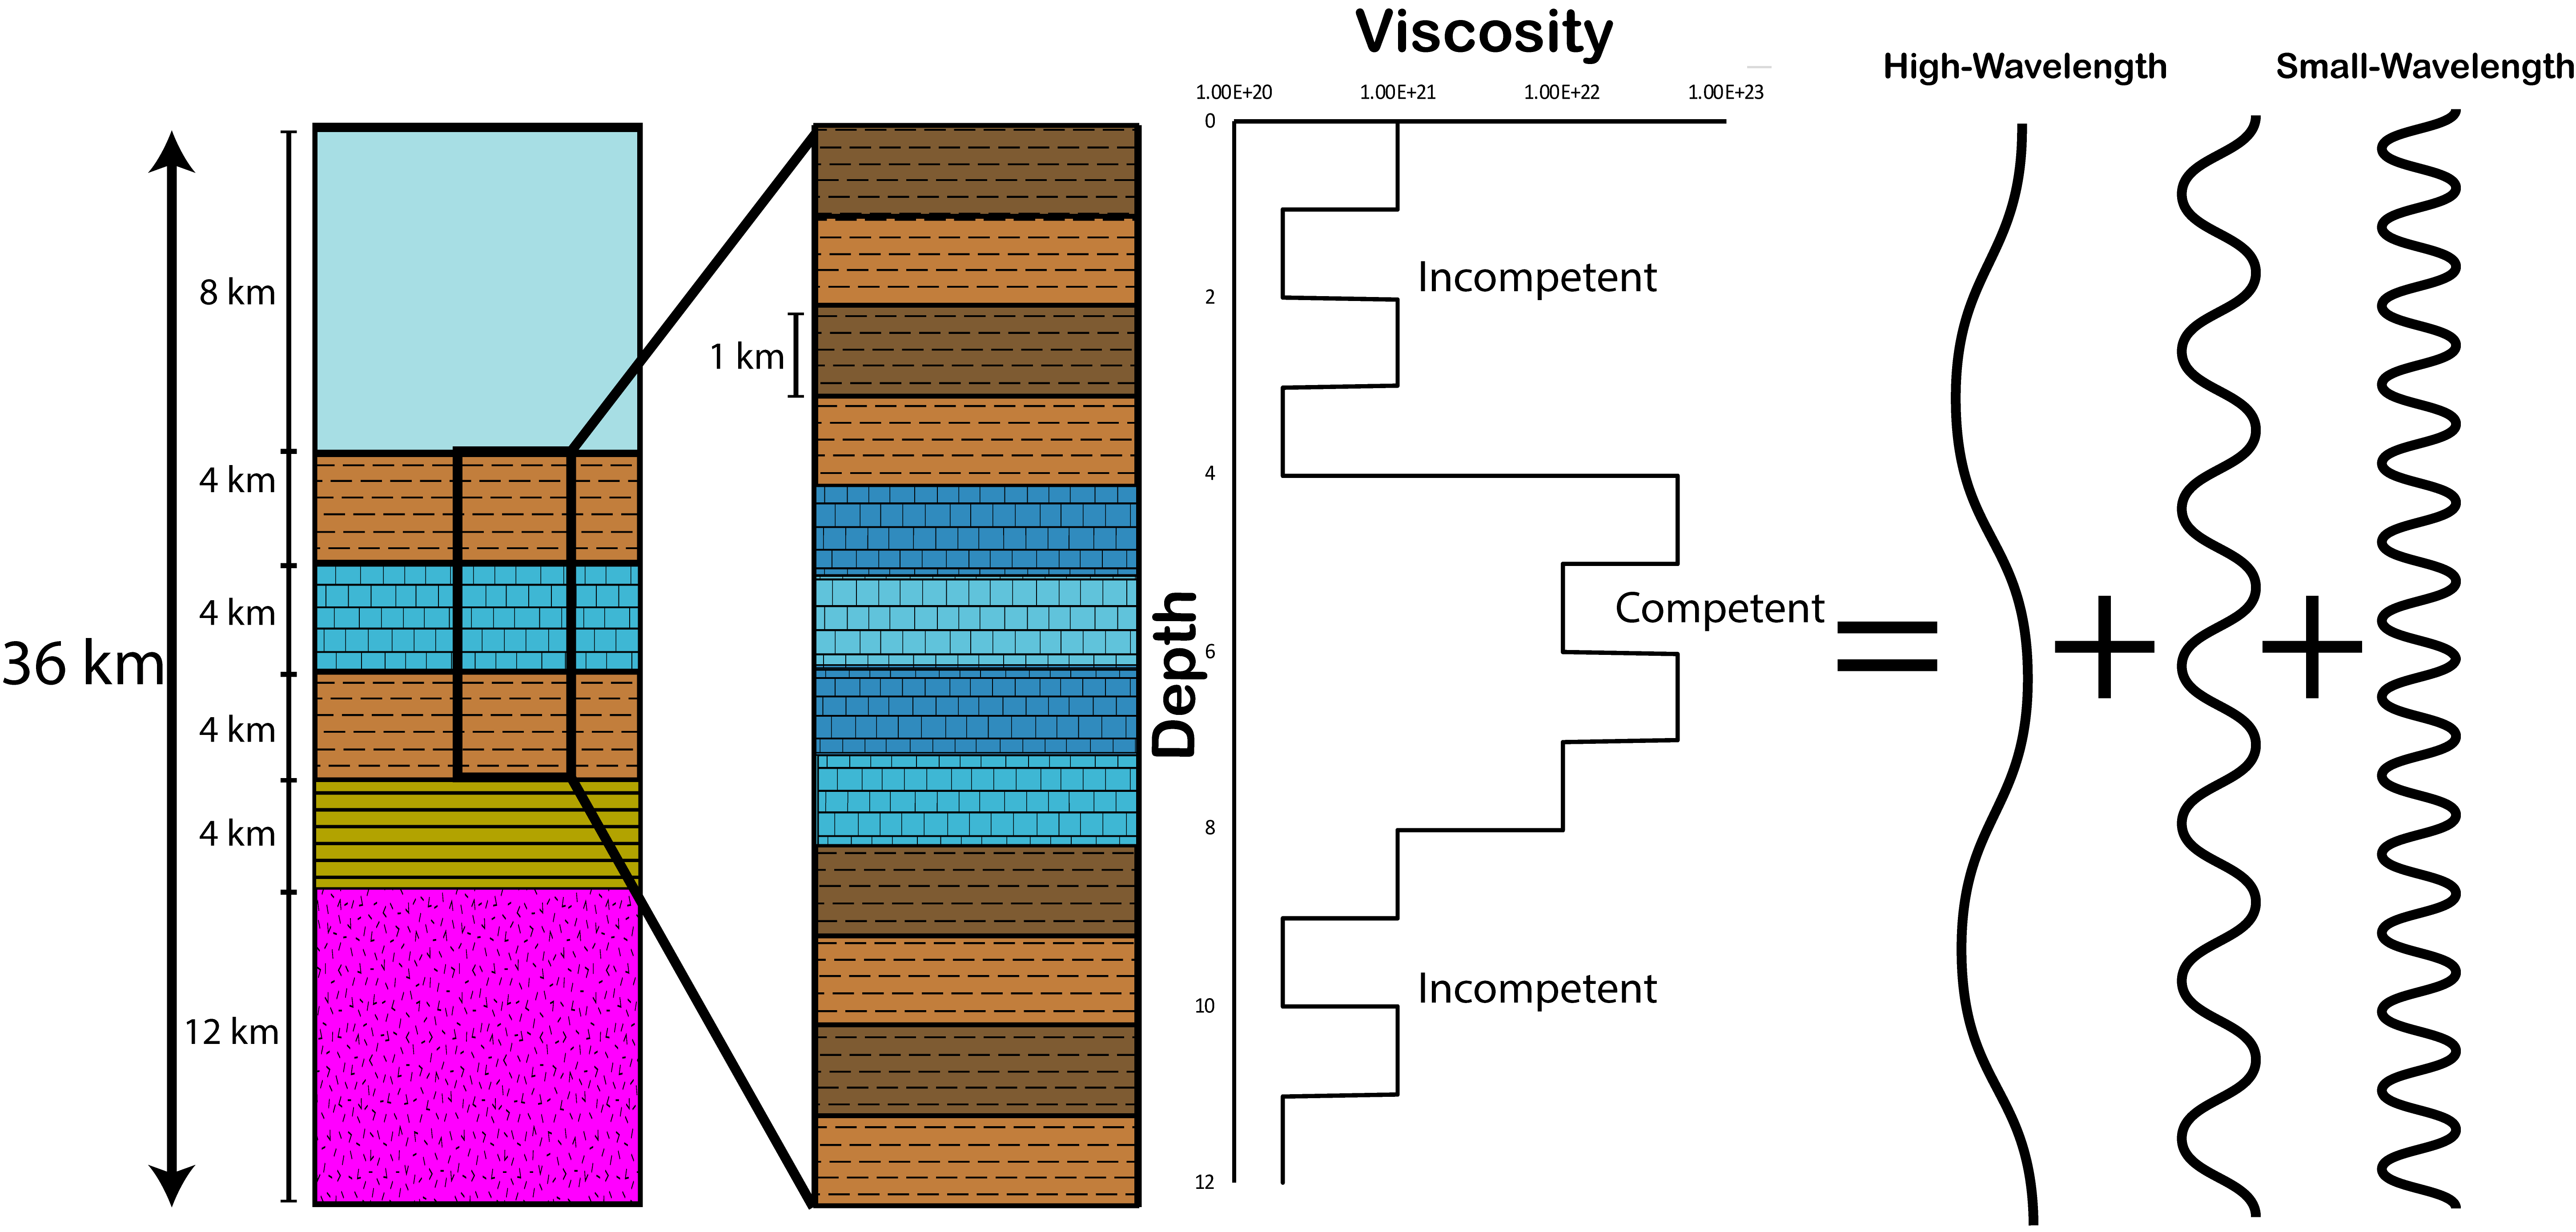 Viscosity
High-Wavelength
Small-Wavelength
1.00E+20
1.00E+21
1.00E+22
1.00E+23
36 km
8 km
4 km
4 km
4 km
4 km
12 km
1 km
Depth
0
2
4
6
8
10
12
Incompetent
Competent
Incompetent
=
+
+